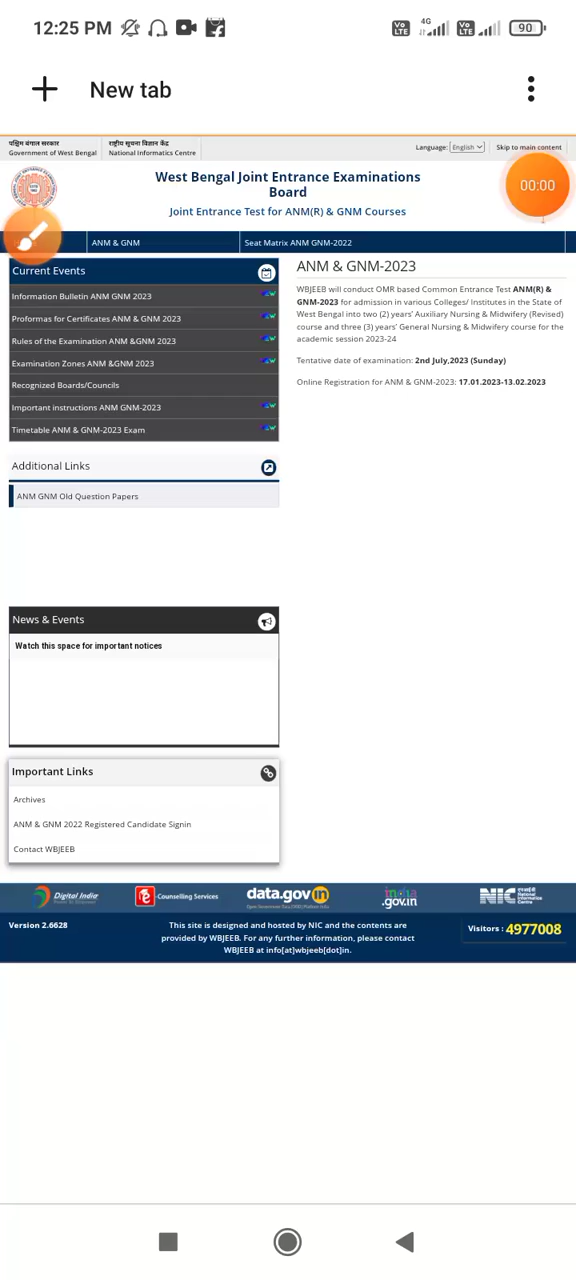 12:25 PM
Vo LTE 4G Vo LTE 90
New tab
पश्चिम बंगाल सरकार
Government of West Bengal
राष्ट्रीय सूचना विज्ञान केंद्र
National Informatics Centre
Language: English
Skip to main content
West Bengal Joint Entrance Examinations
Board
Joint Entrance Test for ANM(R) & GNM Courses
00:00
ANM & GNM
Seat Matrix ANM GNM-2022
Current Events
Information Bulletin ANM GNM 2023
Proformas for Certificates ANM & GNM 2023
Rules of the Examination ANM &GNM 2023
Examination Zones ANM &GNM 2023
Recognized Boards/Councils
Important instructions ANM GNM-2023
Timetable ANM & GNM-2023 Exam
ANM & GNM-2023
WBJEEB will conduct OMR based Common Entrance Test ANM(R) &
GNM-2023 for admission in various Colleges/ Institutes in the State of
West Bengal into two (2) years' Auxiliary Nursing & Midwifery (Revised)
course and three (3) years' General Nursing & Midwifery course for the
academic session 2023-24
Tentative date of examination: 2nd July,2023 (Sunday)
Online Registration for ANM & GNM-2023: 17.01.2023-13.02.2023
Additional Links
ANM GNM Old Question Papers
News & Events
Watch this space for important notices
Important Links
Archives
ANM & GNM 2022 Registered Candidate Signin
Contact WBJEEB
Digital India
Counselling Services
data.gov in
india
.gov.in
NIC
National
Informatics
Centre
Version 2.6628
This site is designed and hosted by NIC and the contents are
provided by WBJEEB. For any further information, please contact
WBJEEB at info[at]wbjeeb[dot]in.
Visitors : 4977008